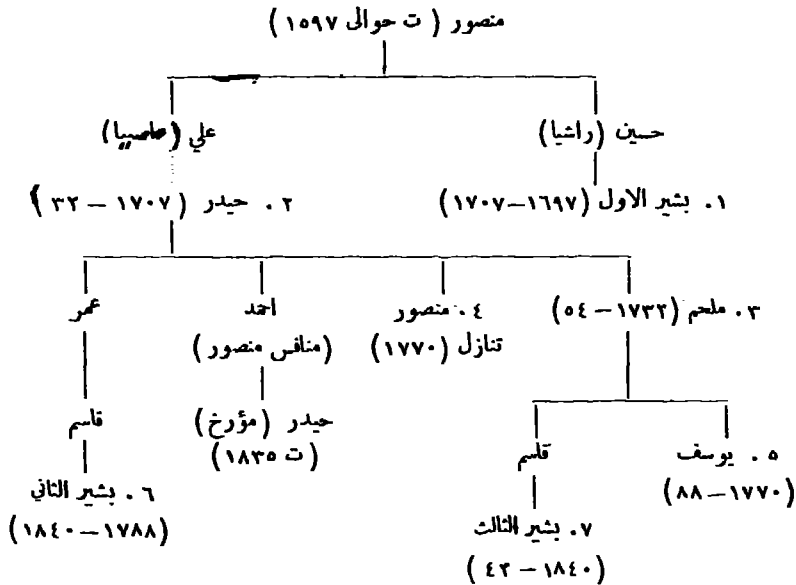 منصور ( ت حوالى ١٥٩٧ )
حسين (راشيا)
علي (حاصبيا)
١ . بشير الاول (١٦٩٧–١٧٠٧)
٢ . حيدر (١٧٠٧ – ٣٢ )
٣ . ملحم (١٧٣٢ – ٥٤)
٤ . منصور
تنازل (١٧٧٠)
احمد
(منافس منصور )
عمر
حيدر (مؤرخ)
(ت ١٨٣٥)
قاسم
٥ . يوسف
(١٧٧٠–٨٨)
قاسم
٦ . بشير الثاني
(١٧٨٨–١٨٤٠)
٧. بشير الثالث
(١٨٤٠ – ٤٢ )